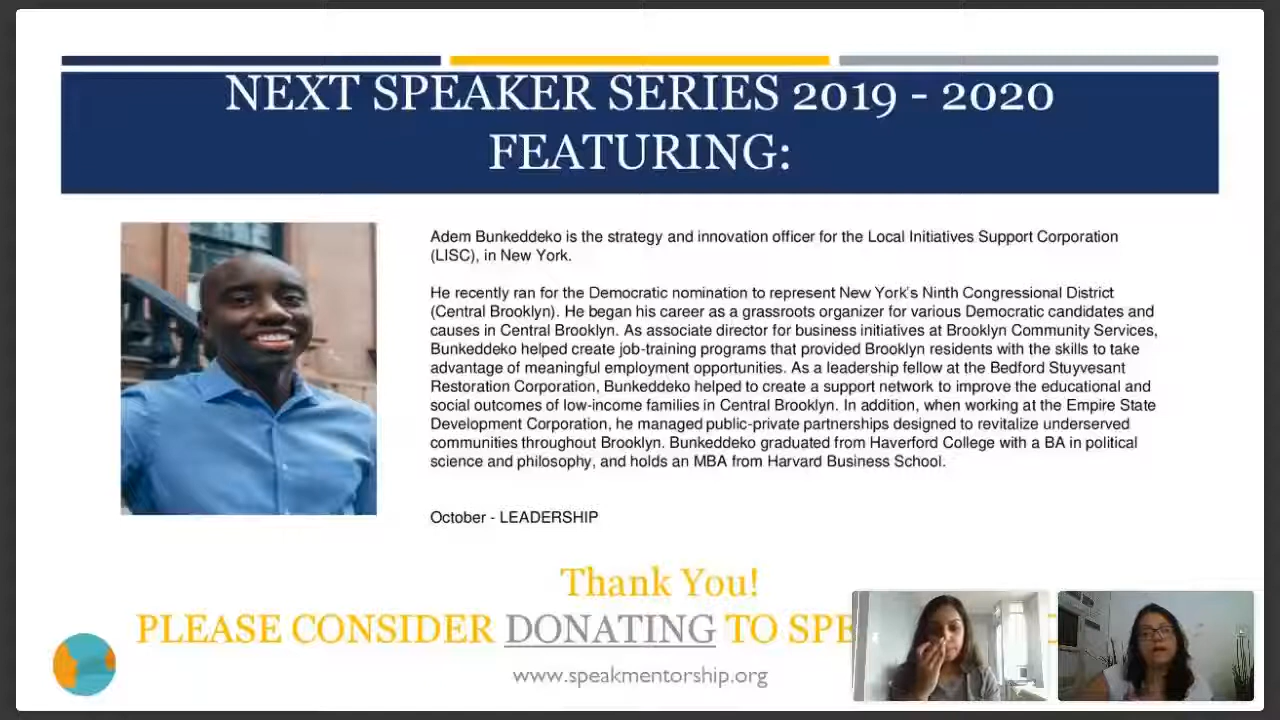 NEXT SPEAKER SERIES 2019 - 2020
FEATURING:
Adem Bunkeddeko is the strategy and innovation officer for the Local Initiatives Support Corporation
(LISC), in New York.
He recently ran for the Democratic nomination to represent New York's Ninth Congressional District
(Central Brooklyn). He began his career as a grassroots organizer for various Democratic candidates and
causes in Central Brooklyn. As associate director for business initiatives at Brooklyn Community Services,
Bunkeddeko helped create job-training programs that provided Brooklyn residents with the skills to take
advantage of meaningful employment opportunities. As a leadership fellow at the Bedford Stuyvesant
Restoration Corporation, Bunkeddeko helped to create a support network to improve the educational and
social outcomes of low-income families in Central Brooklyn. In addition, when working at the Empire State
Development Corporation, he managed public-private partnerships designed to revitalize underserved
communities throughout Brooklyn. Bunkeddeko graduated from Haverford College with a BA in political
science and philosophy, and holds an MBA from Harvard Business School.
October - LEADERSHIP
Thank You!
PLEASE CONSIDER DONATING TO
www.speakmentorship.org